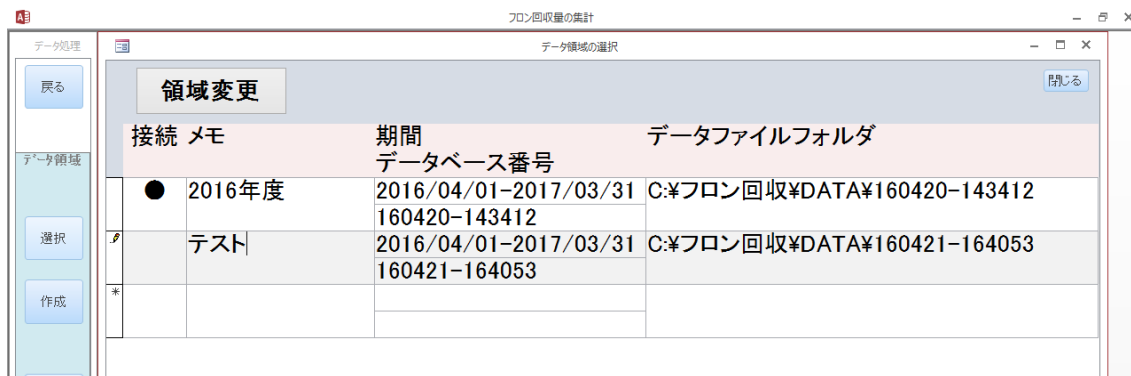 フロン回収量の集計
データ処理
データ領域の選択
戻る
領域変更
閉じる
接続 メモ 期間 データファイルフォルダ
データベース番号
データ領域
● 2016年度 2016/04/01-2017/03/31 C:¥フロン回収¥DATA¥160420-143412
160420-143412
選択
テスト 2016/04/01-2017/03/31 C:¥フロン回収¥DATA¥160421-164053
160421-164053
作成
*